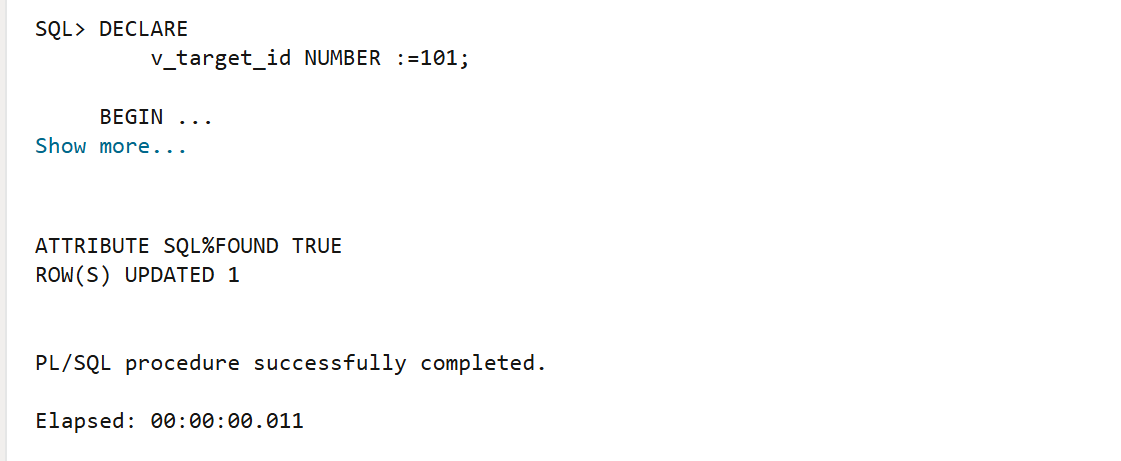 SQL> DECLARE
v_target_id NUMBER :=101;
BEGIN ...
Show more...
ATTRIBUTE SQL%FOUND TRUE
ROW(S) UPDATED 1
PL/SQL procedure successfully completed.
Elapsed: 00:00:00.011